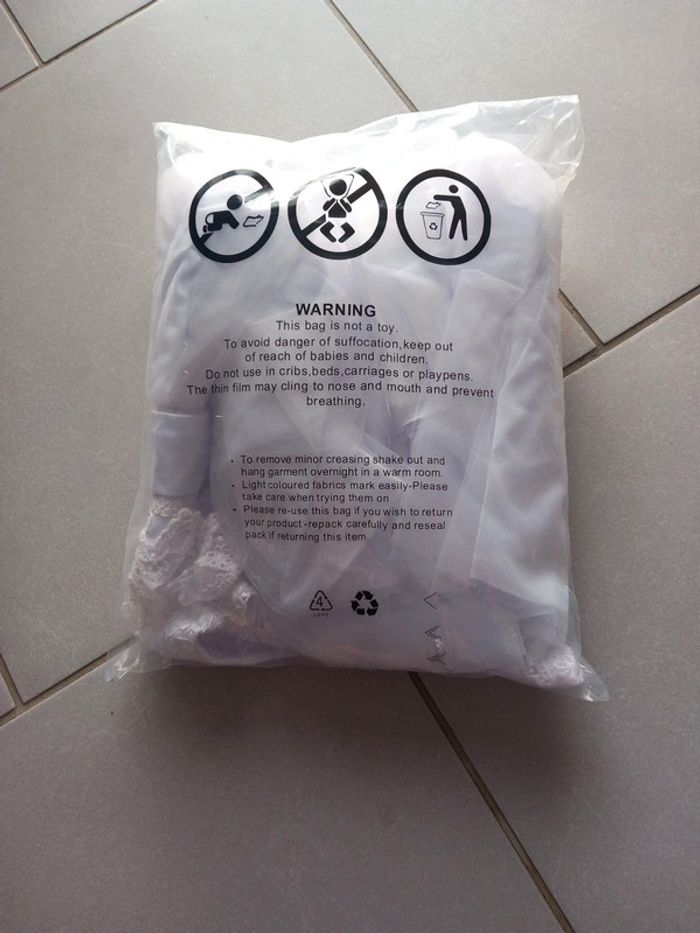 WARNING
This bag is not a toy.
To avoid danger of suffocation,keep out
of reach of babies and children.
Do not use in cribs,beds,carriages or playpens.
The thin film may cling to nose and mouth and prevent
breathing.
• To remove minor creasing shake out and
hang garment overnight in a warm room.
• Light coloured fabrics mark easily-Please
take care when trying them on
• Please re-use this bag if you wish to return
your product -repack carefully and reseal
pack if returning this item.
4
LDPE